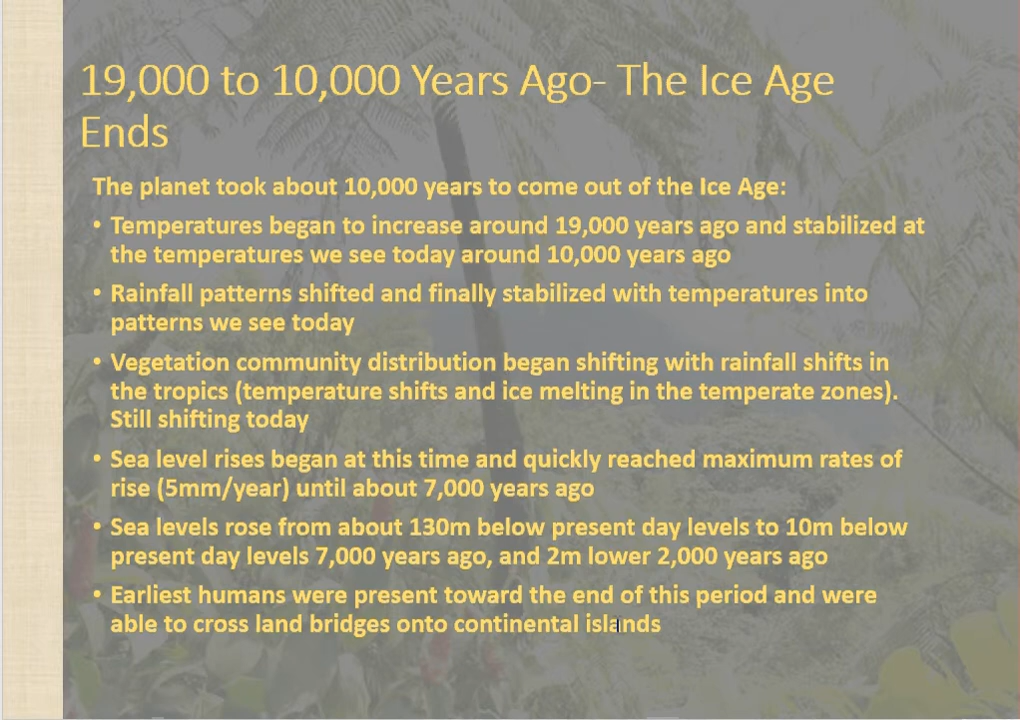 19,000 to 10,000 Years Ago- The Ice Age
Ends
The planet took about 10,000 years to come out of the Ice Age:
• Temperatures began to increase around 19,000 years ago and stabilized at
the temperatures we see today around 10,000 years ago
• Rainfall patterns shifted and finally stabilized with temperatures into
patterns we see today
• Vegetation community distribution began shifting with rainfall shifts in
the tropics (temperature shifts and ice melting in the temperate zones).
Still shifting today
• Sea level rises began at this time and quickly reached maximum rates of
rise (5mm/year) until about 7,000 years ago
• Sea levels rose from about 130m below present day levels to 10m below
present day levels 7,000 years ago, and 2m lower 2,000 years ago
• Earliest humans were present toward the end of this period and were
able to cross land bridges onto continental islands